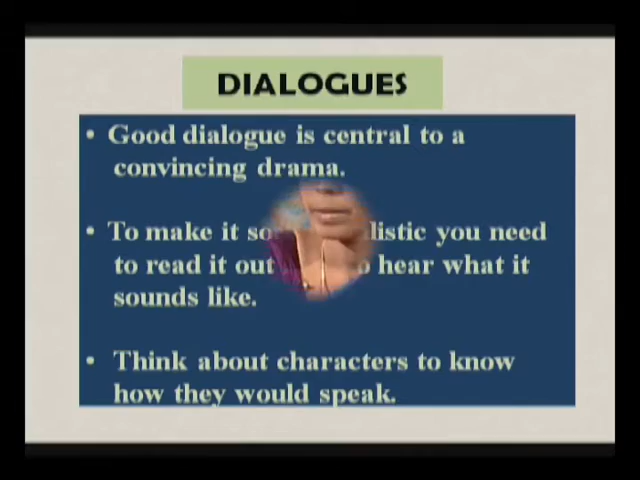 DIALOGUES
• Good dialogue is central to a
convincing drama.
• To make it you need
to read it out hear what it
sounds like.
• Think about characters to know
how they would speak.